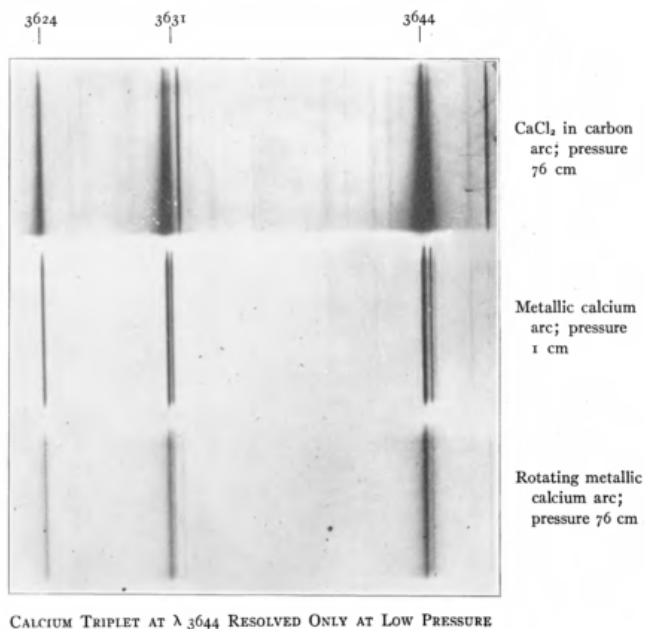 3624 3631 3644
CaCl₂ in carbon
arc; pressure
76 cm
Metallic calcium
arc; pressure
1 cm
Rotating metallic
calcium arc;
pressure 76 cm
CALCIUM TRIPLET AT λ 3644 RESOLVED ONLY AT LOW PRESSURE